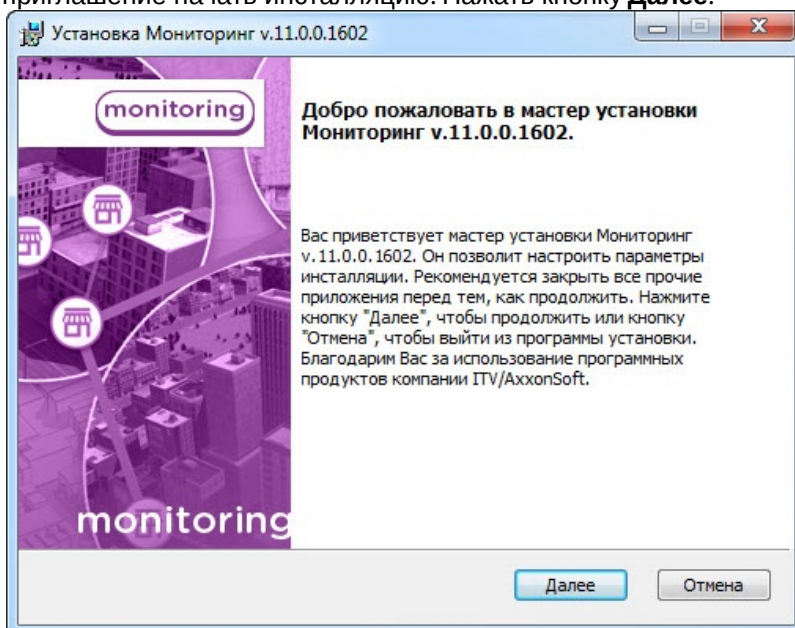 приглашение начать инсталляцию. Нажать кнопку Далее.
Установка Мониторинг v.11.0.0.1602
monitoring
Добро пожаловать в мастер установки
Мониторинг v.11.0.0.1602.
Вас приветствует мастер установки Мониторинг
v.11.0.0.1602. Он позволит настроить параметры
инсталляции. Рекомендуется закрыть все прочие
приложения перед тем, как продолжить. Нажмите
кнопку "Далее", чтобы продолжить или кнопку
"Отмена", чтобы выйти из программы установки.
Благодарим Вас за использование программных
продуктов компании ITV/AxxonSoft.
monitoring
Далее
Отмена